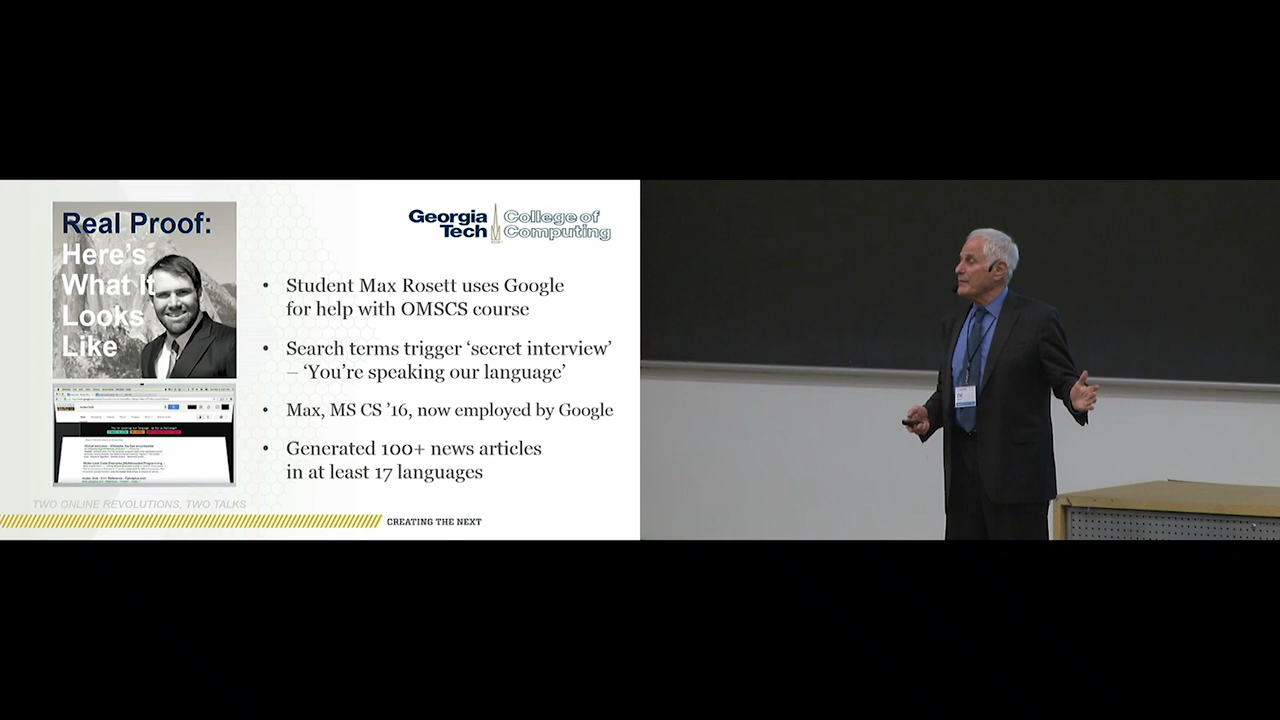 Real Proof:
Here's
What It
Looks
Like
Georgia
Tech
College of
Computing
• Student Max Rosett uses Google
for help with OMSCS course
• Search terms trigger ‘secret interview’
– ‘You’re speaking our language’
• Max, MS CS ’16, now employed by Google
• Generated 100+ news articles
in at least 17 languages
TWO ONLINE REVOLUTIONS, TWO TALKS
CREATING THE NEXT